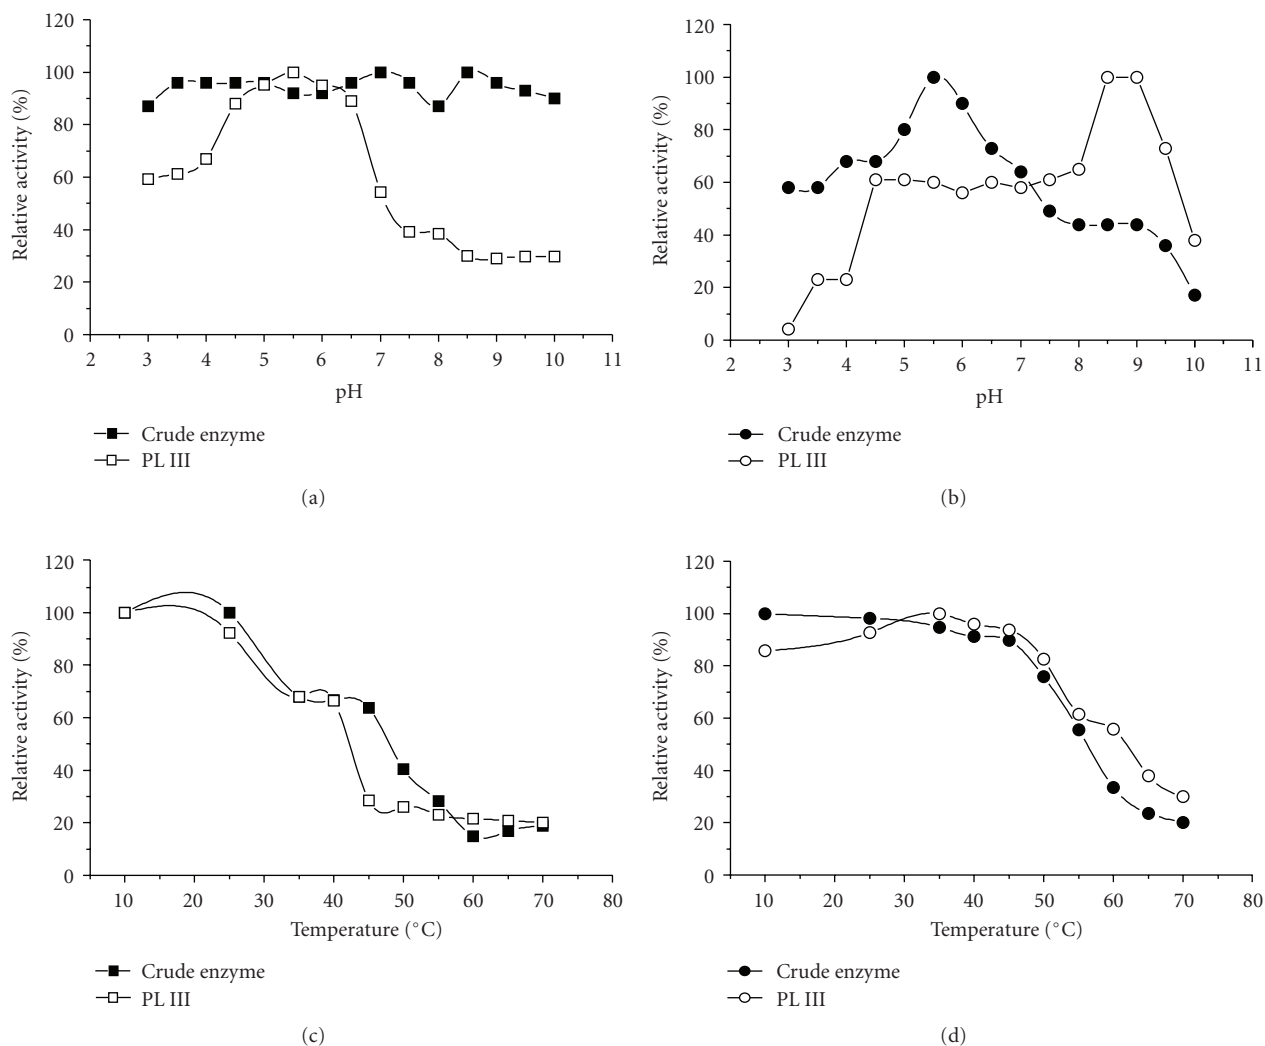 120
100
80
60
40
20
0
Relative activity (%)
2 3 4 5 6 7 8 9 10 11
pH
Crude enzyme
PL III
(a)
120
100
80
60
40
20
0
Relative activity (%)
2 3 4 5 6 7 8 9 10 11
pH
Crude enzyme
PL III
(b)
120
100
80
60
40
20
0
Relative activity (%)
10 20 30 40 50 60 70 80
Temperature (°C)
Crude enzyme
PL III
(c)
120
100
80
60
40
20
0
Relative activity (%)
10 20 30 40 50 60 70 80
Temperature (°C)
Crude enzyme
PL III
(d)